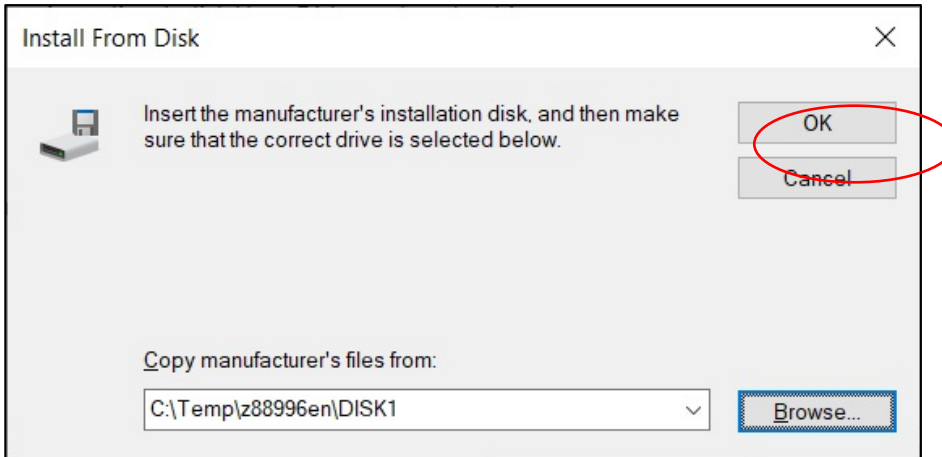 Install From Disk
Insert the manufacturer's installation disk, and then make
sure that the correct drive is selected below.
OK
Cancel
Copy manufacturer's files from:
C:\Temp\z88996en\DISK1
Browse...